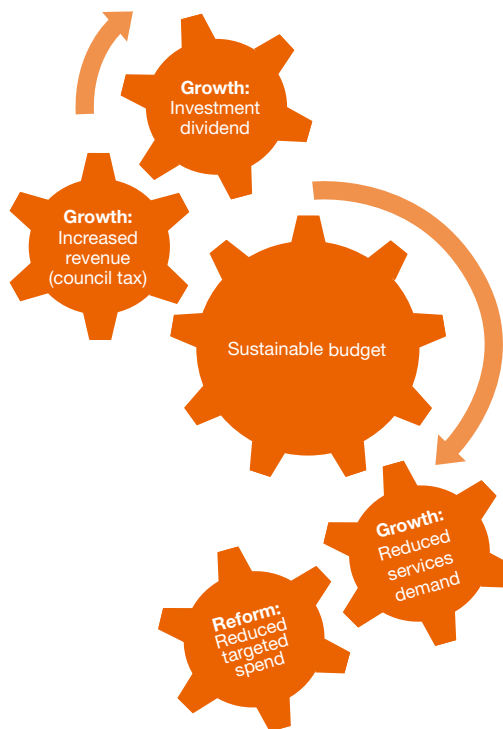 Growth:
Investment
dividend
Growth:
Increased
revenue
(council tax)
Sustainable budget
Growth:
Reduced
services
demand
Reform:
Reduced
targeted
spend